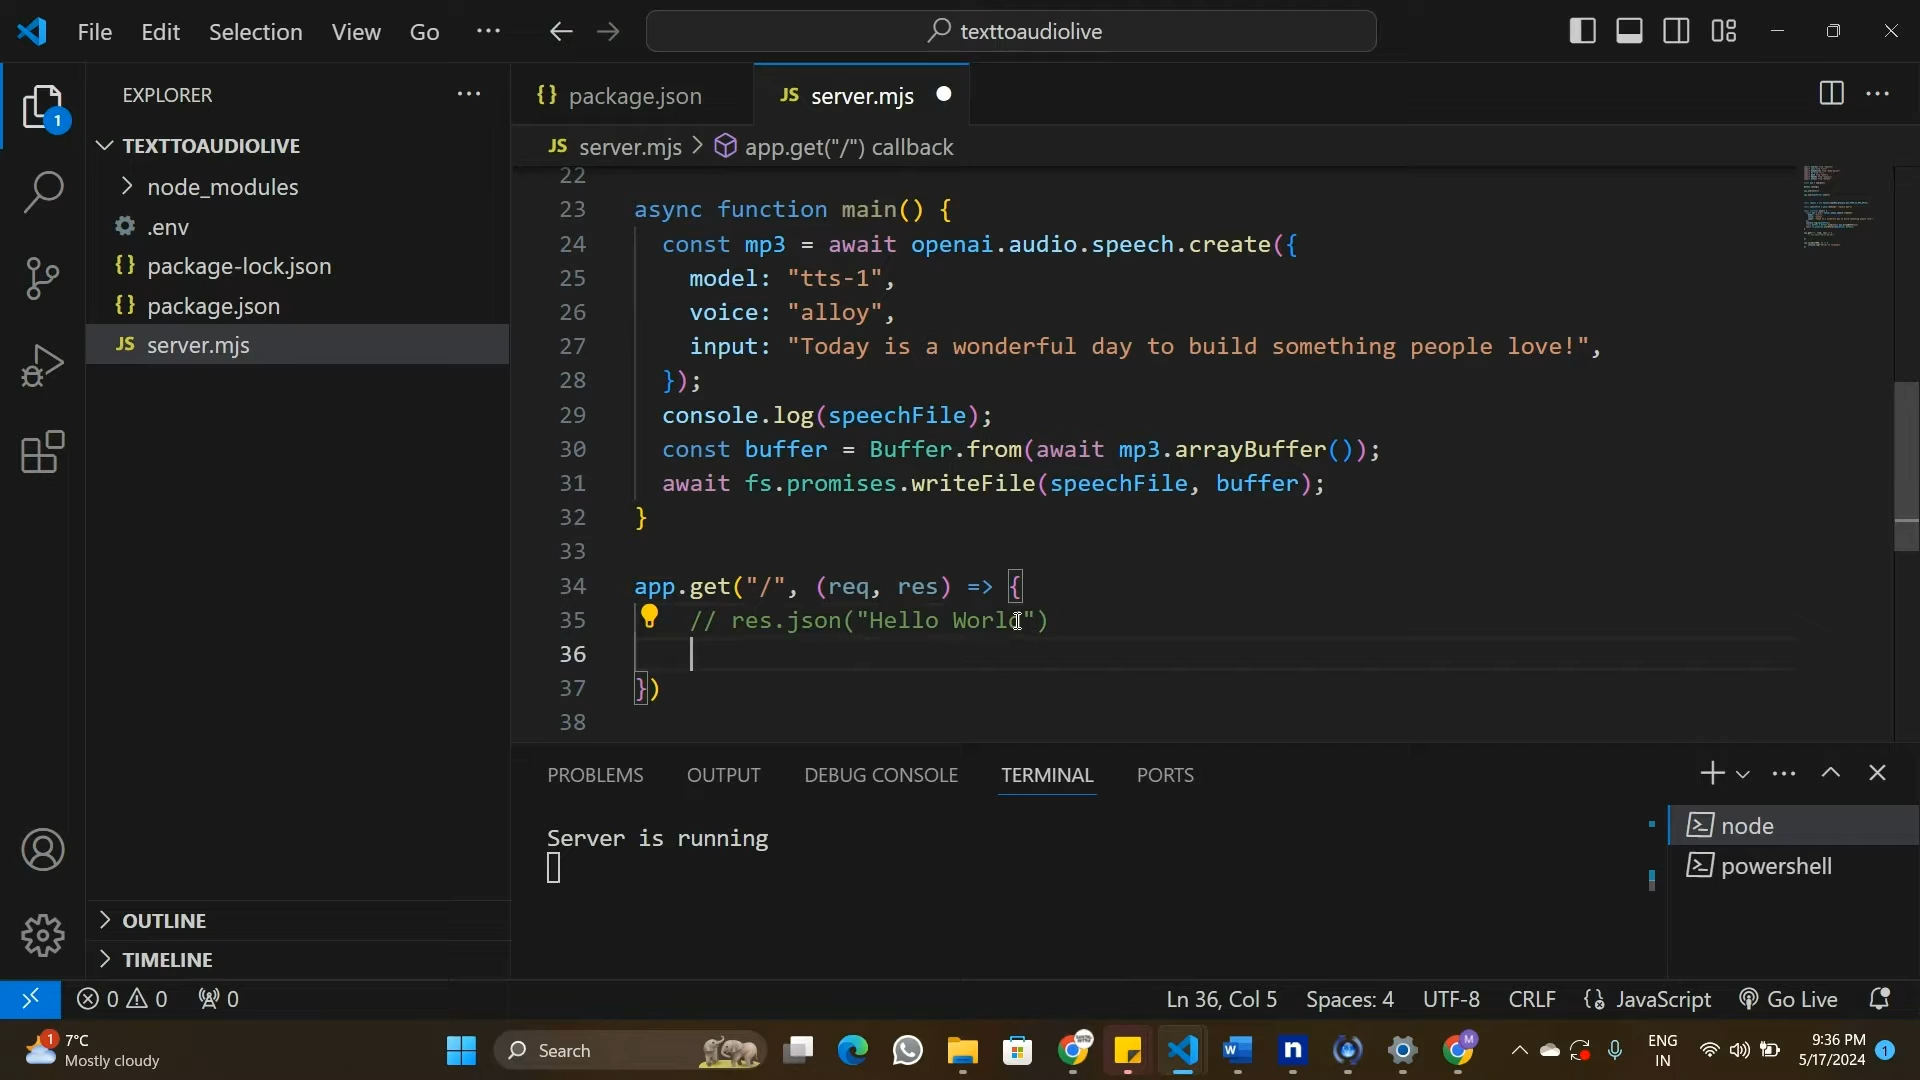 File Edit Selection View Go ··· texttoaudiolive
EXPLORER ···
1
TEXTTOAUDIOLIVE
node_modules
.env
{} package-lock.json
{} package.json
JS server.mjs
OUTLINE
TIMELINE
{} package.json JS server.mjs
JS server.mjs > app.get("/") callback
22
23 async function main() {
24 const mp3 = await openai.audio.speech.create({
25 model: "tts-1",
26 voice: "alloy",
27 input: "Today is a wonderful day to build something people love!",
28 });
29 console.log(speechFile);
30 const buffer = Buffer.from(await mp3.arrayBuffer());
31 await fs.promises.writeFile(speechFile, buffer);
32 }
33
34 app.get("/", (req, res) => {
35 // res.json("Hello World")
36
37 })
38
PROBLEMS OUTPUT DEBUG CONSOLE TERMINAL PORTS
Server is running
node
powershell
0 0 0 Ln 36, Col 5 Spaces: 4 UTF-8 CRLF {} JavaScript Go Live
1 7°C
Mostly cloudy
Search
ENG
IN
9:36 PM
5/17/2024
1